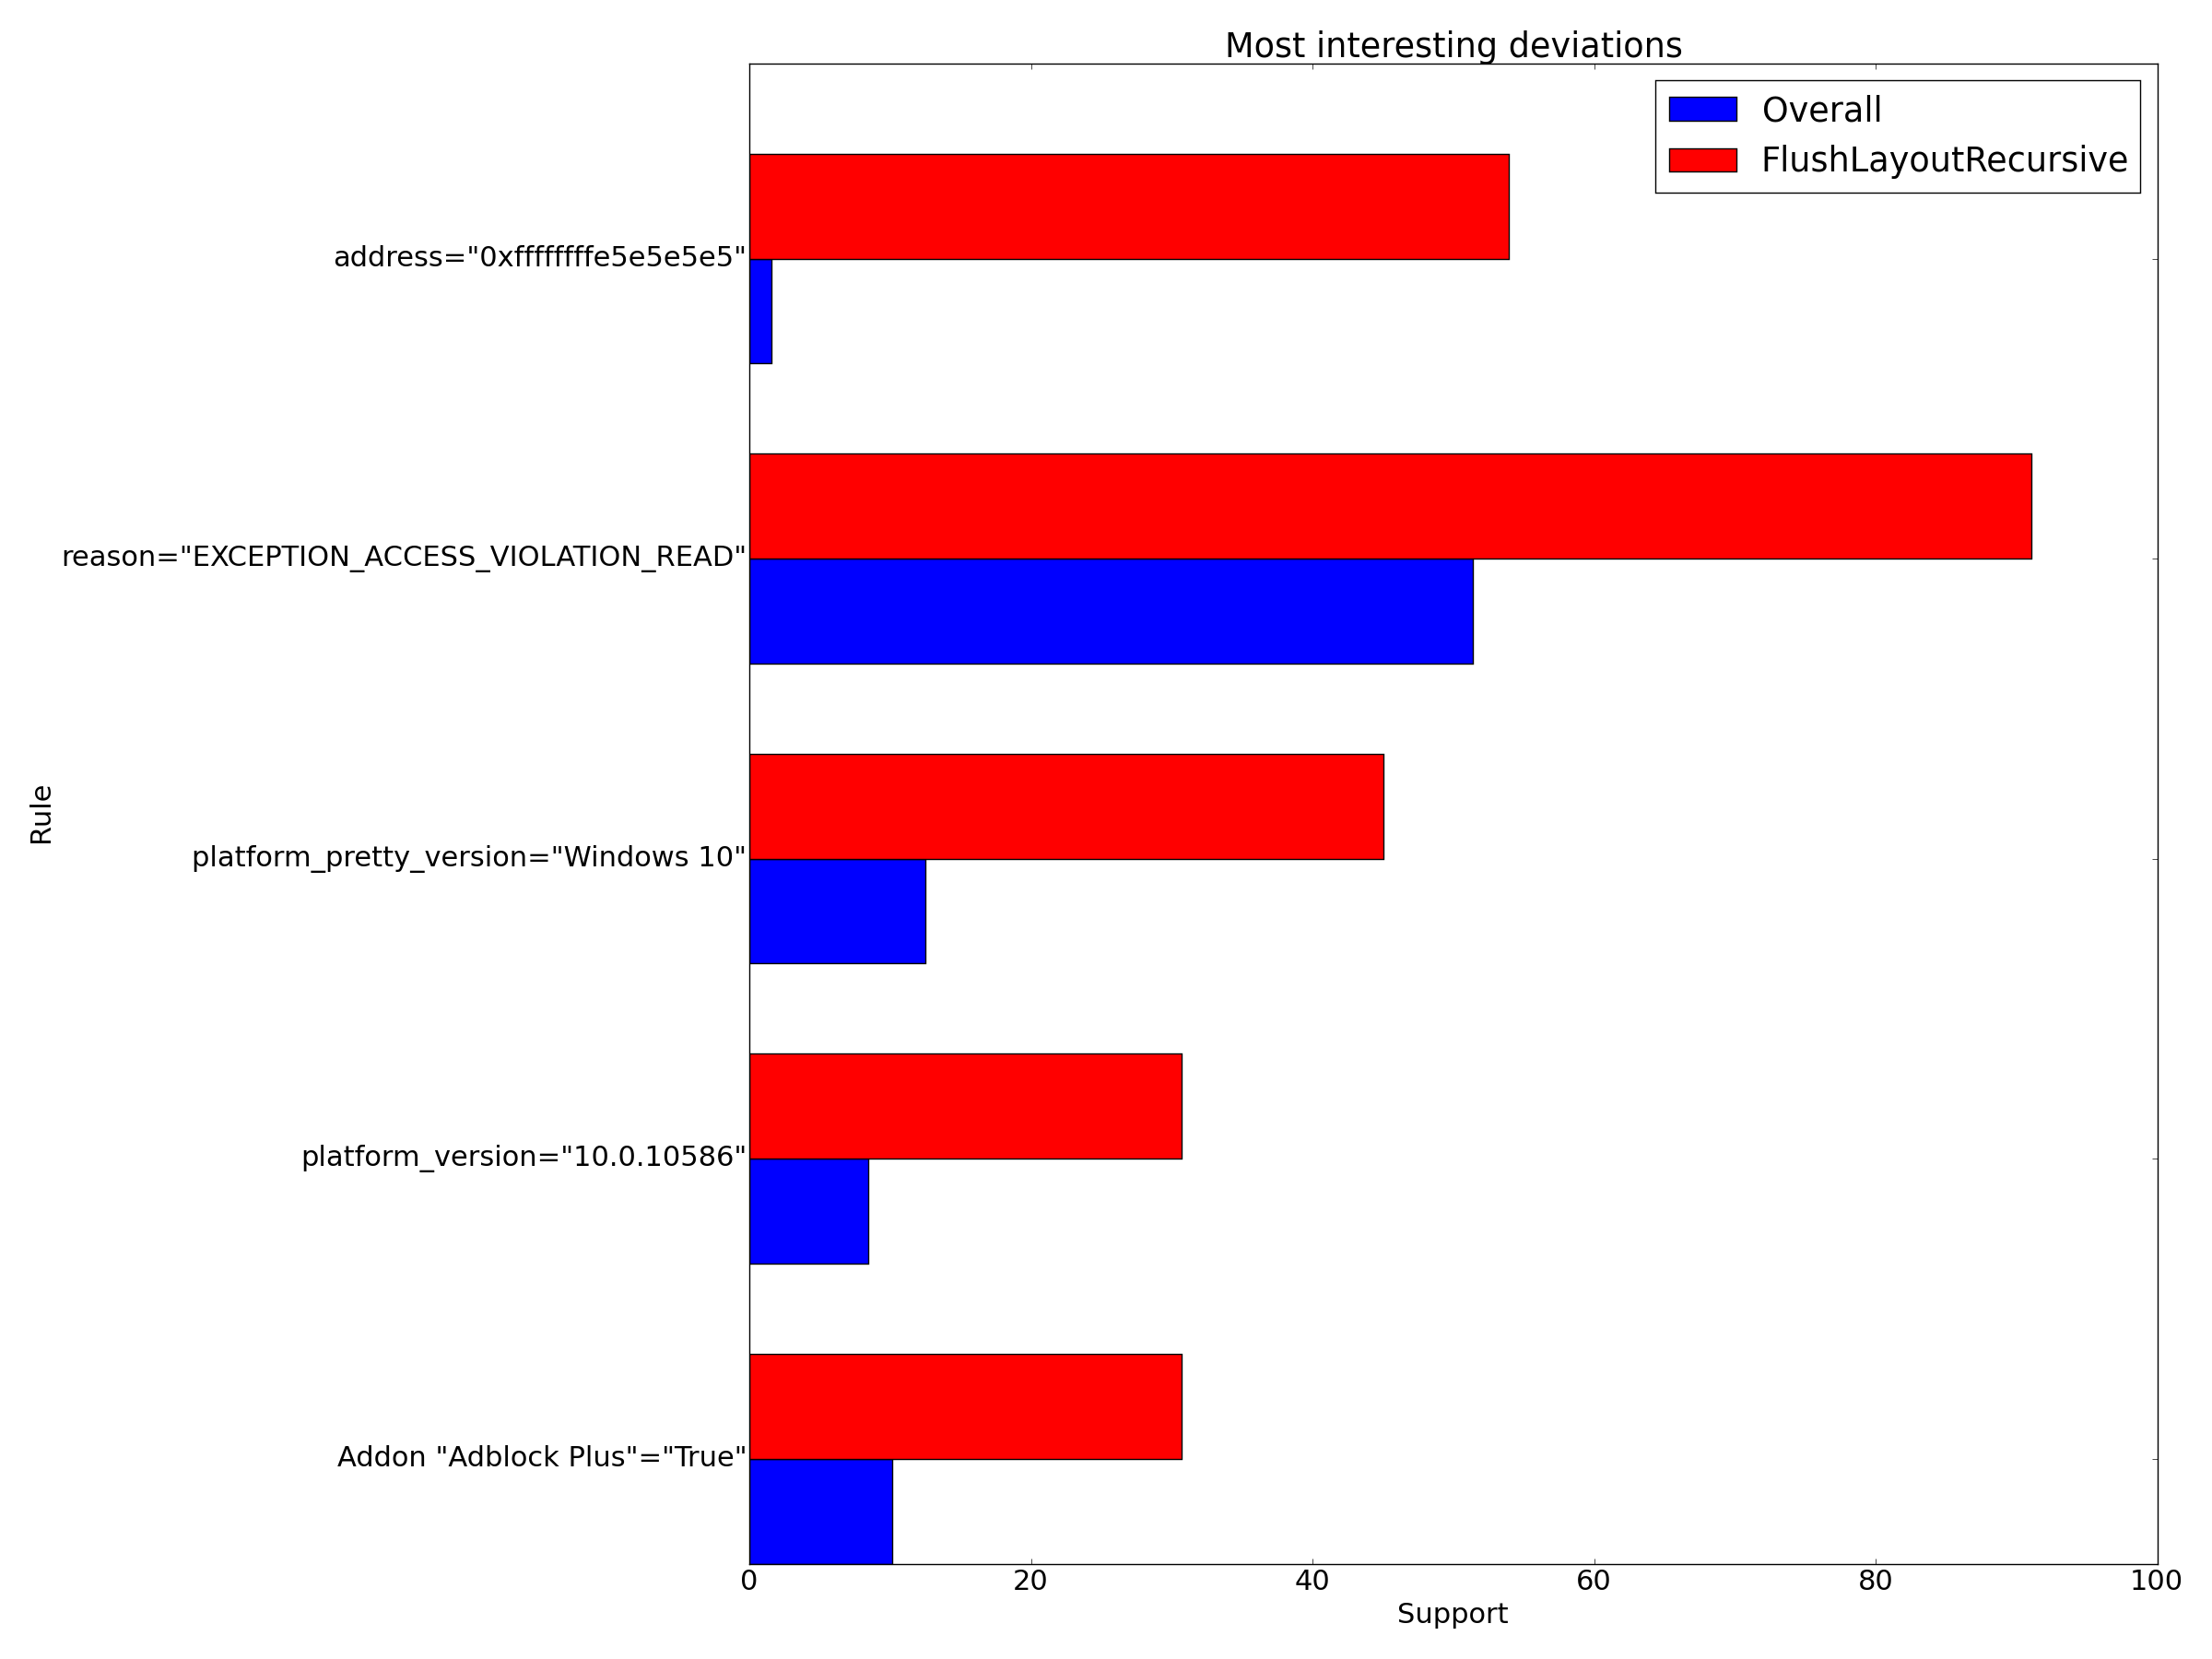 Most interesting deviations
Overall
FlushLayoutRecursive
address="0xffffffffe5e5e5e5"
reason="EXCEPTION_ACCESS_VIOLATION_READ"
platform_pretty_version="Windows 10"
platform_version="10.0.10586"
Addon "Adblock Plus"="True"
Rule
0 20 40 60 80 100
Support